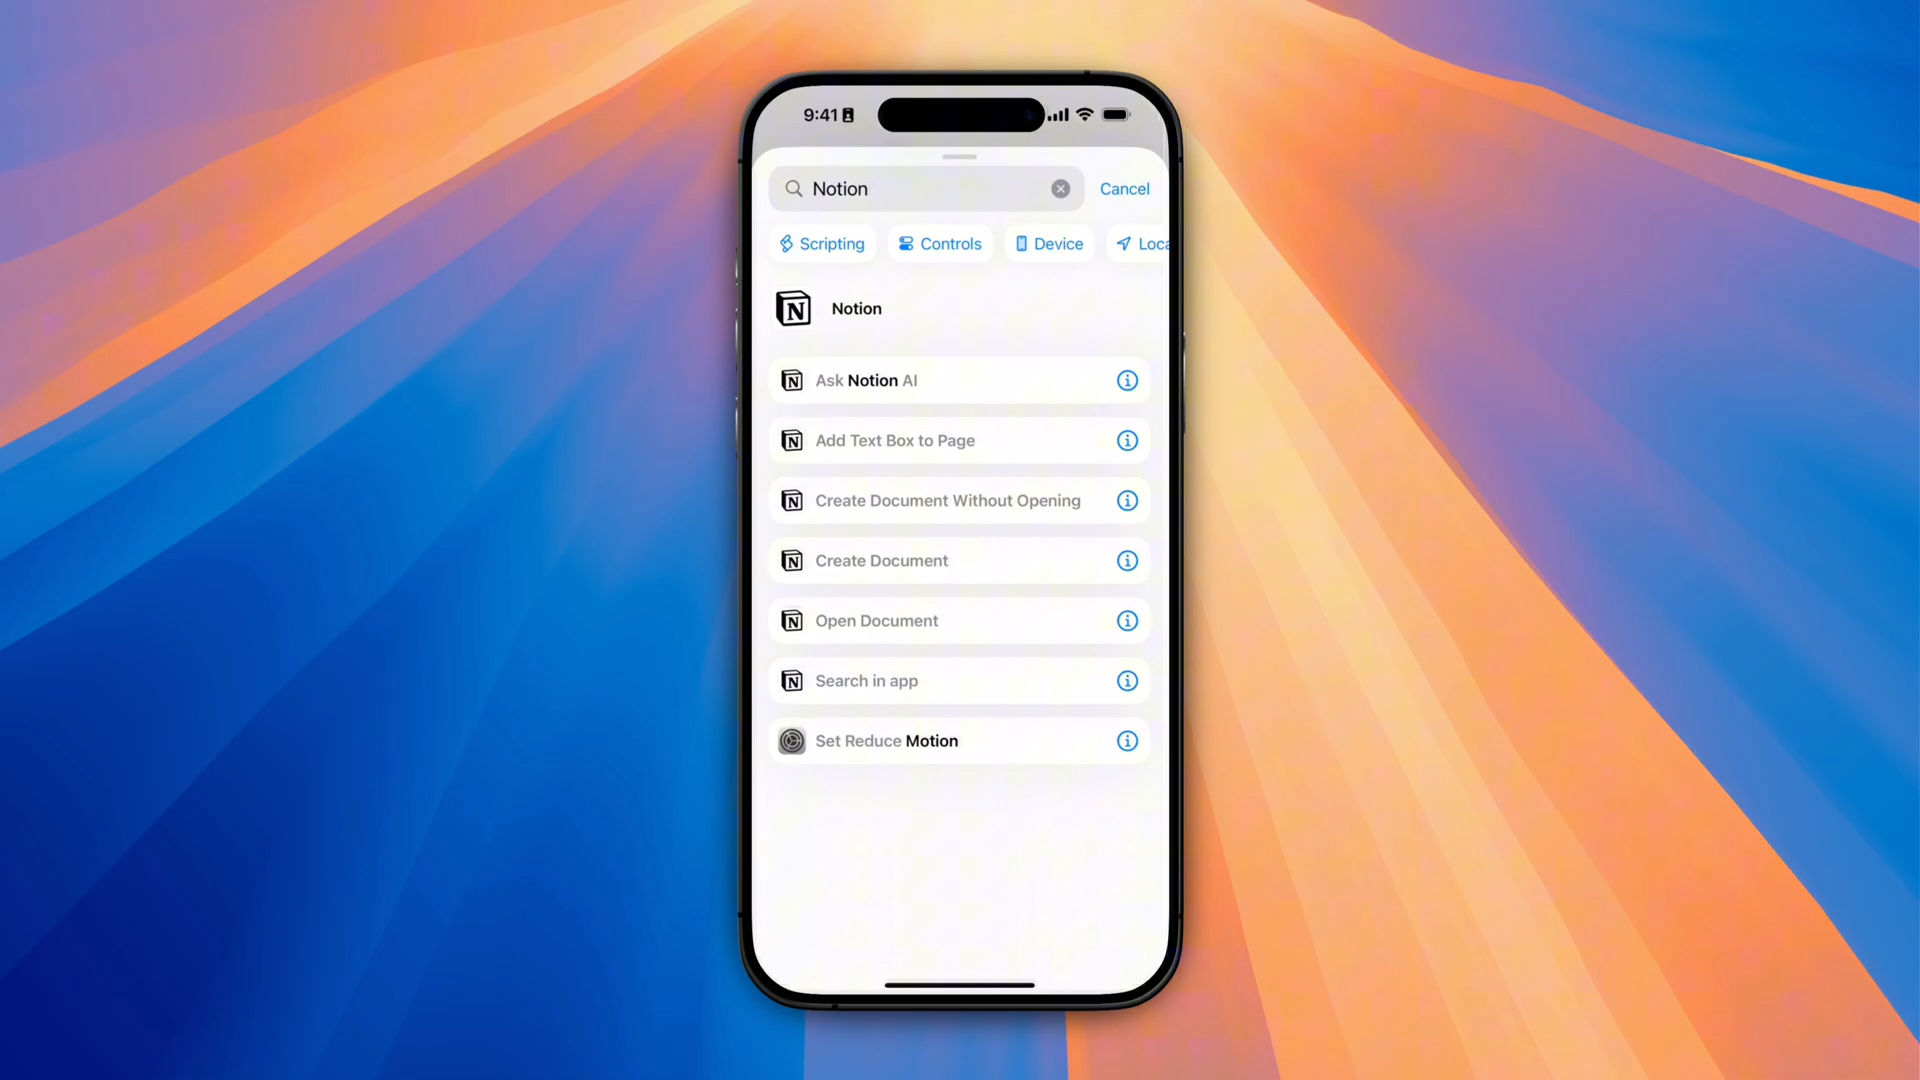 9:41
Notion
Cancel
Scripting
Controls
Device
Loca
Notion
Ask Notion AI
Add Text Box to Page
Create Document Without Opening
Create Document
Open Document
Search in app
Set Reduce Motion